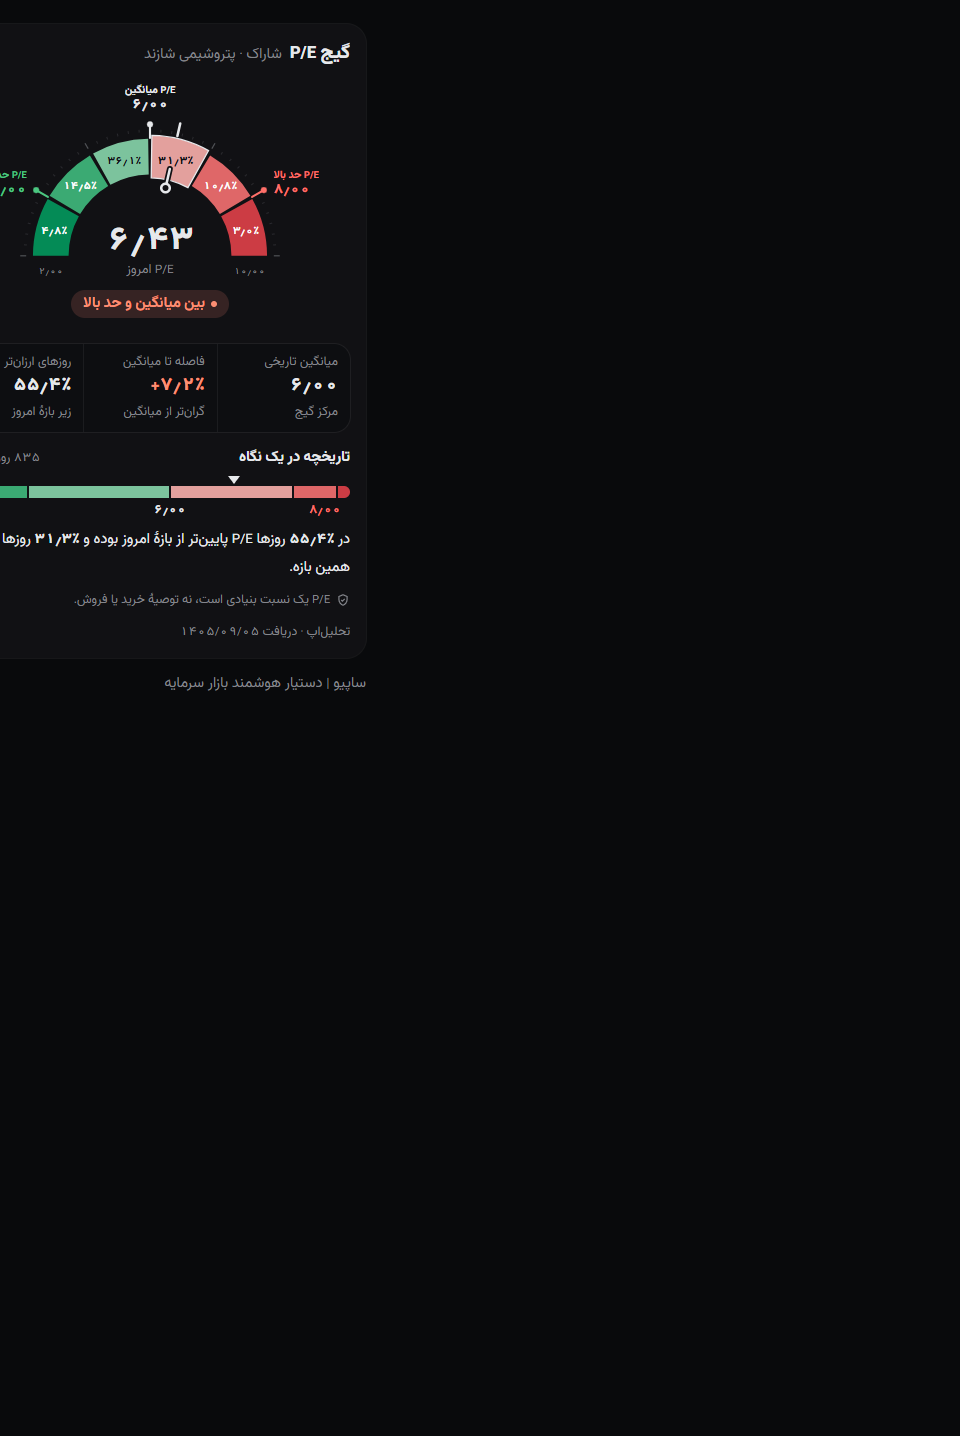 گیج P/E شاراک · پتروشیمی شازند
P/E میانگین
۶٫۰۰
P/E حد بالا
۸٫۰۰
P/E حد
٫۰۰
۴٫۸٪
۱۴٫۵٪
۳۶٫۱٪
۳۱٫۳٪
۱۰٫۸٪
۳٫۰٪
۶٫۴۳
P/E امروز
۲٫۰۰
۱۰٫۰۰
بین میانگین و حد بالا
میانگین تاریخی
۶٫۰۰
مرکز گیج
فاصله تا میانگین
+۷٫۲٪
گران‌تر از میانگین
روزهای ارزان‌تر
۵۵٫۴٪
زیر بازهٔ امروز
تاریخچه در یک نگاه
۸۳۵ رو
۸٫۰۰
۶٫۰۰
در ۵۵٫۴٪ روزها P/E پایین‌تر از بازهٔ امروز بوده و ۳۱٫۳٪ روزها
همین بازه.
P/E یک نسبت بنیادی است، نه توصیهٔ خرید یا فروش.
تحلیل‌اپ · دریافت ۱۴۰۵/۰۹/۰۵
ساپیو | دستیار هوشمند بازار سرمایه